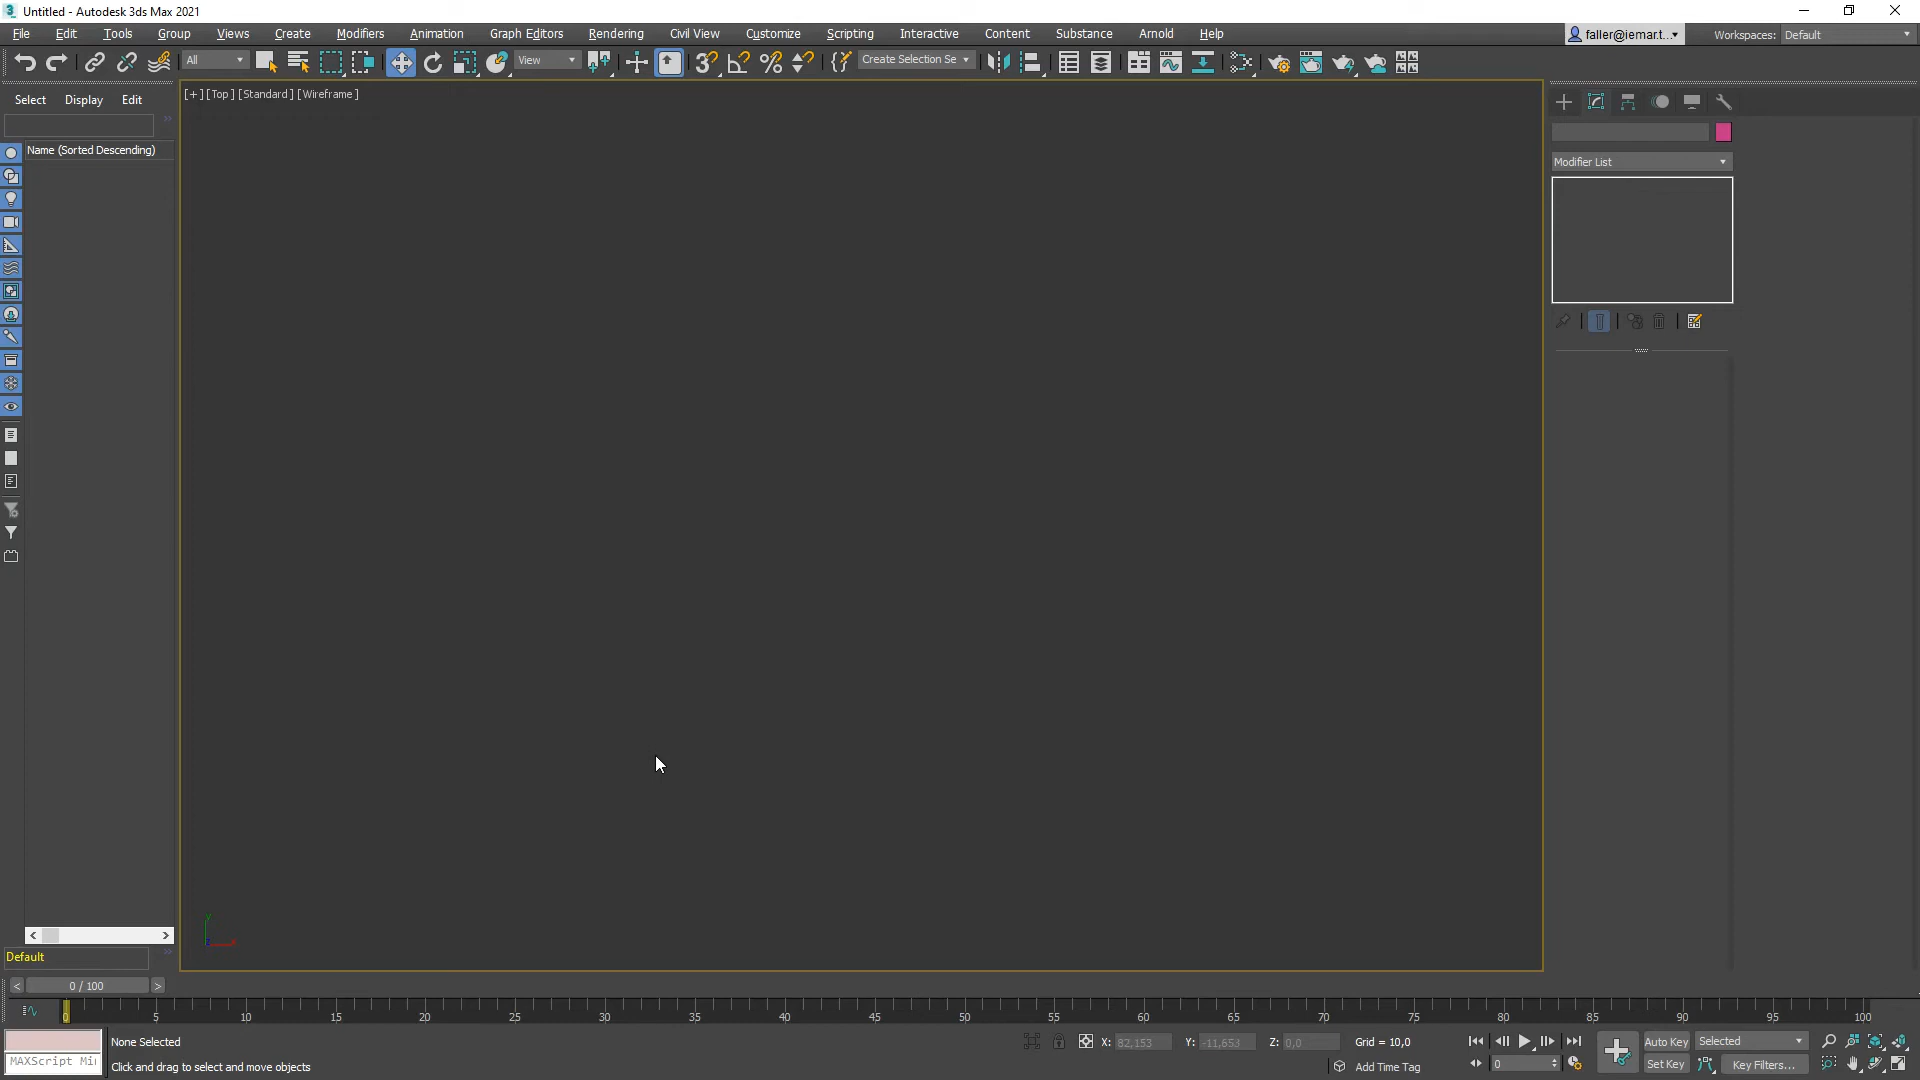 Untitled - Autodesk 3ds Max 2021
File Edit Tools Group Views Create Modifiers Animation Graph Editors Rendering Civil View Customize Scripting Interactive Content Substance Arnold Help faller@iemar.t... Workspaces: Default
All View Create Selection Se
Select Display Edit
[+] [Top ] [Standard ] [Wireframe ]
Name (Sorted Descending)
Modifier List
Default
0 / 100
0 5 10 15 20 25 30 35 40 45 50 55 60 65 70 75 80 85 90 95 100
None Selected X: 82,153 Y: -11,653 Z: 0,0 Grid = 10,0 Auto Key Selected
MAXScript Mi Click and drag to select and move objects Add Time Tag 0 Set Key Key Filters...